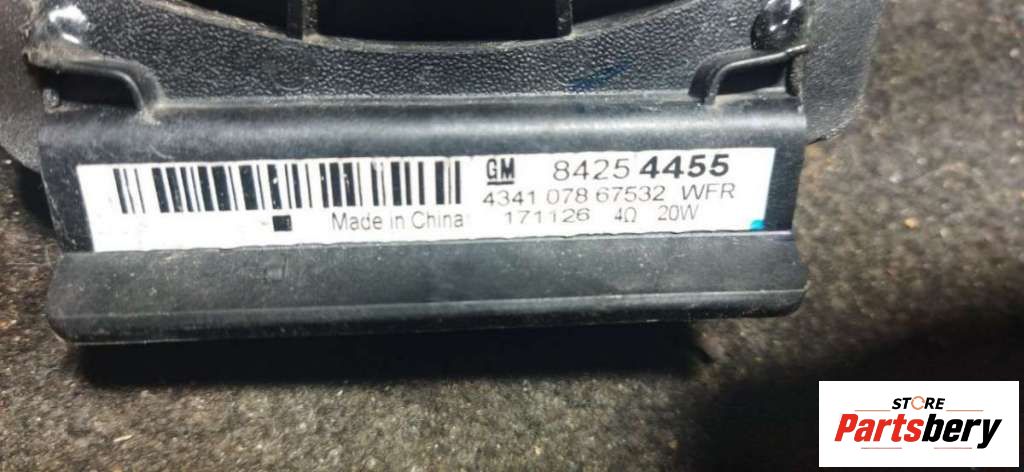 GM 8425 4455
4341 078 67532 WFR
Made in China 171126 4Ω 20W
STORE
Partsbery